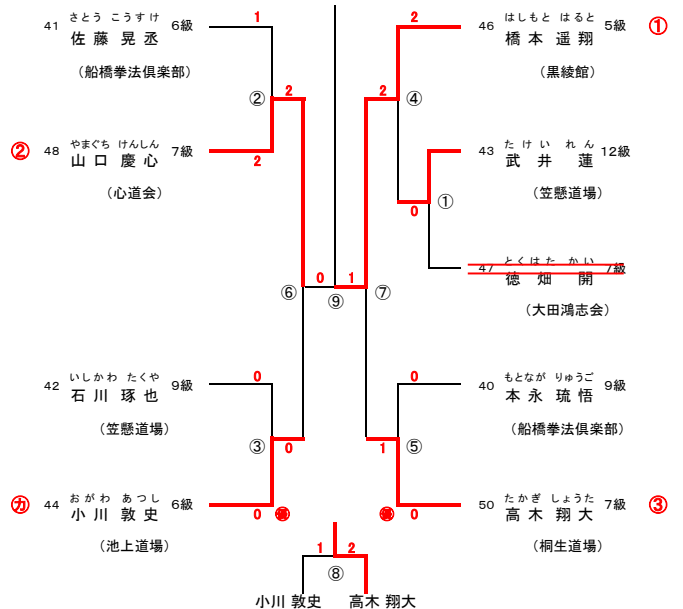 1
さとう こうすけ
41 佐藤 晃丞 6級
（船橋拳法倶楽部）
② 2
やまぐち けんしん
② 48 山口 慶心 7級
2
（心道会）
⑥ 0 ⑨ 1 ⑦
いしかわ たくや 0
42 石川 琢也 9級
（笠懸道場）
③ 0
おがわ あつし
カ 44 小川 敦史 6級
0
（池上道場）
2
はしもと はると
46 橋本 遥翔 5級 ①
（黒綾館）
2 ④
たけい れん
43 武井 蓮 12級
（笠懸道場）
0 ①
とくはた かい
47 徳畑 開 7級
（大田鴻志会）
0 もとなが りゅうご
40 本永 琉悟 9級
（船橋拳法倶楽部）
1 ⑤
たかぎ しょうた
50 高木 翔大 7級 ③
0
（桐生道場）
1 2
⑧
小川 敦史 高木 翔大